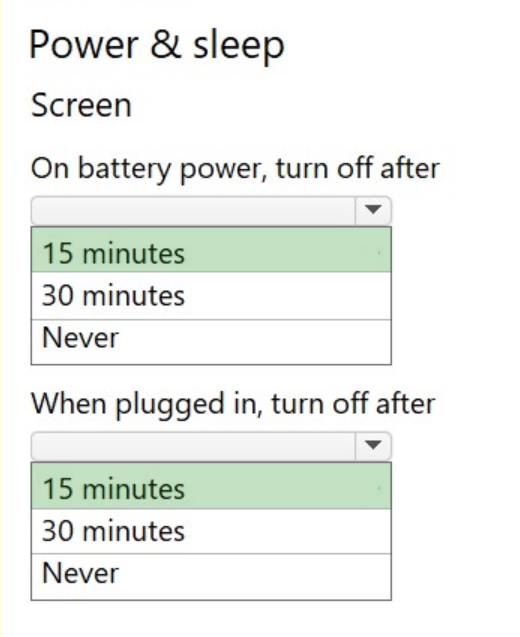 Power & sleep
Screen
On battery power, turn off after
15 minutes
30 minutes
Never
When plugged in, turn off after
15 minutes
30 minutes
Never